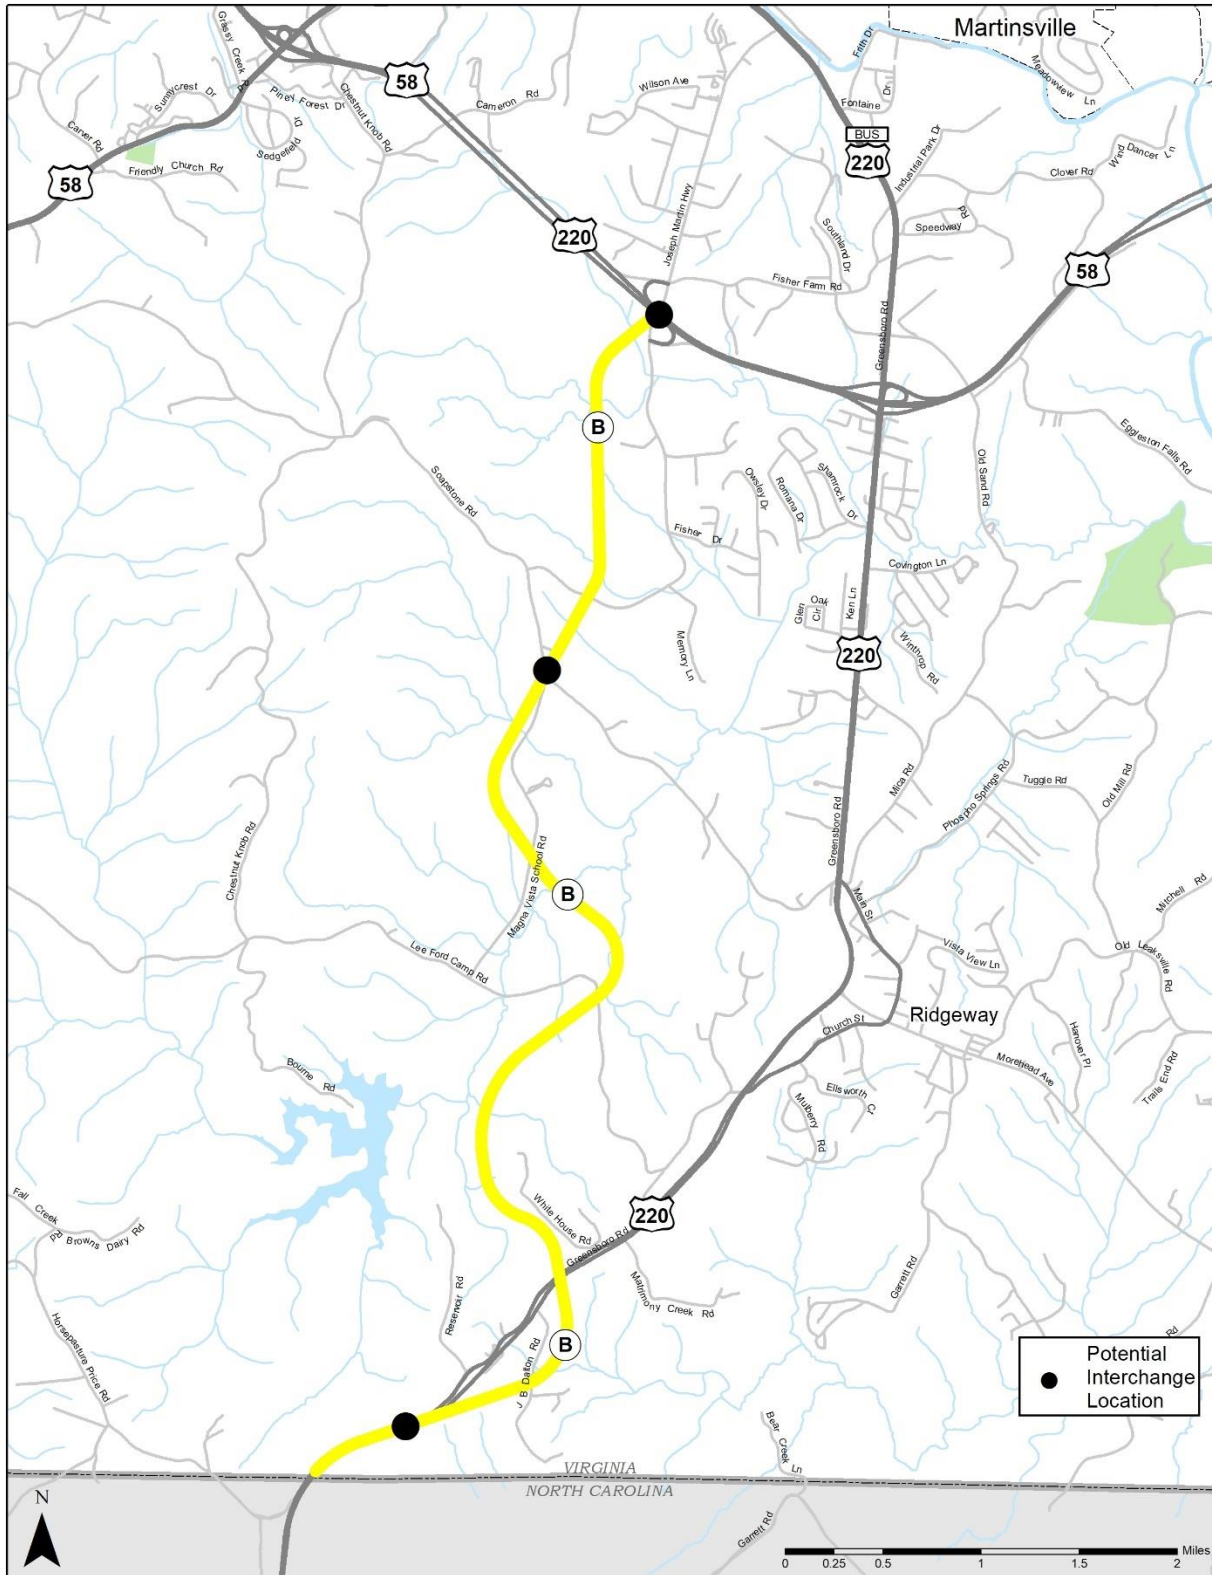 Martinsville
Grassy
Creek
Rd
58
Sunnycrest Dr
Piney Forest Dr
Chestnut Knob Rd
Cameron Rd
Wilson Ave
Frith Dr
Meadowview Ln
Fontaine
Dr
BUS
220
Industrial Park Dr
Carver Rd
Sedgefield
Dr
Friendly Church Rd
58
Wind
Dancer Ln
Clover Rd
Speedway
Rd
Joseph Martin Hwy
220
Southland Dr
Fisher Farm Rd
58
Greensboro Rd
B
Eggleston Falls Rd
Soapstone Rd
Owsley Dr
Romana Dr
Shamrock
Dr
Old Sand Rd
Fisher Dr
Covington Ln
Glen Oak
Cir
Ken Ln
Memory Ln
220
Winthrop Rd
Mica Rd
Phospho Springs Rd
Tuggle Rd
Old Mill Rd
Greensboro Rd
Chestnut Knob Rd
Magna Vista School Rd
B
Main St
Mitchell Rd
Lee Ford Camp Rd
Vista View Ln
Old Leaksville
Rd
Ridgeway
Church St
Hanover Pl
Morehead Ave
Trails End Rd
Bourne Rd
Ellsworth Ct
Mulberry
Rd
Fall Creek
Rd
Browns Dairy Rd
White House Rd
220
Greensboro Rd
Matrimony Creek Rd
Garrett Rd
Reservoir Rd
Horsepasture Price Rd
Rd
B
J B Dalton Rd
Potential
Interchange
Location
Bear Creek
Ln
VIRGINIA
NORTH CAROLINA
N
Garrett Rd
Miles
0 0.25 0.5 1 1.5 2